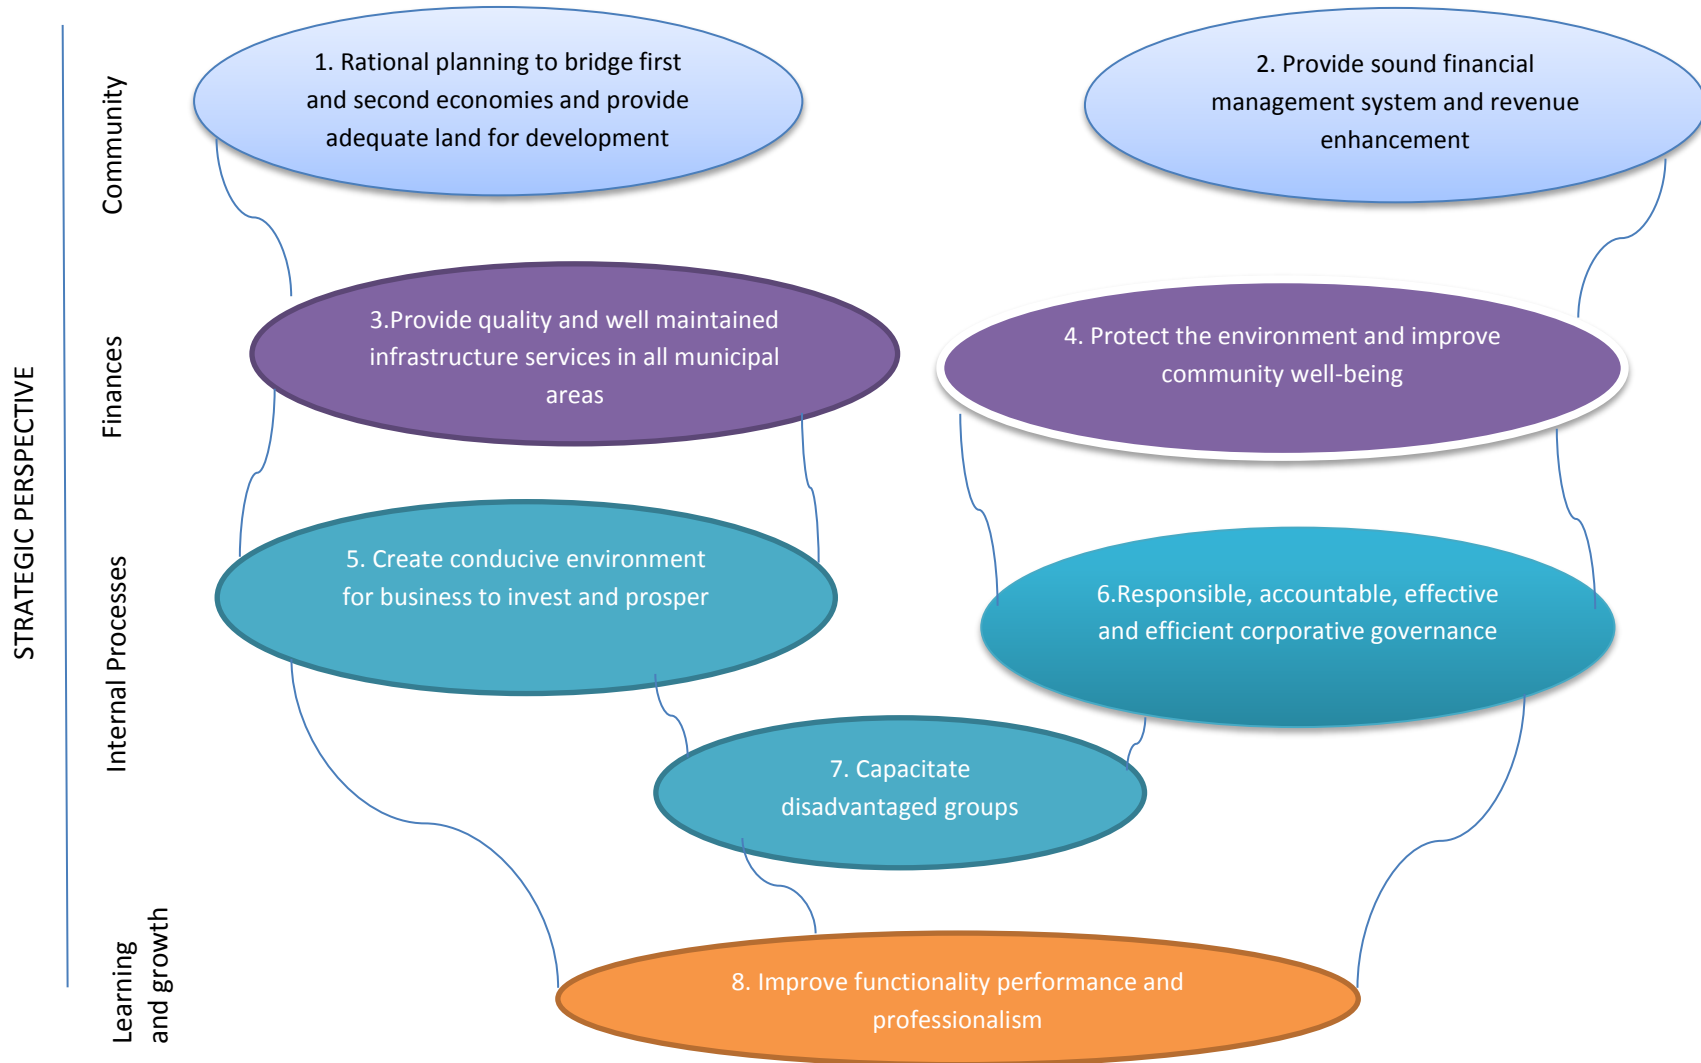 STRATEGIC PERSPECTIVE
Community
1. Rational planning to bridge first
and second economies and provide
adequate land for development
2. Provide sound financial
management system and revenue
enhancement
Finances
3.Provide quality and well maintained
infrastructure services in all municipal
areas
4. Protect the environment and improve
community well-being
Internal Processes
5. Create conducive environment
for business to invest and prosper
6.Responsible, accountable, effective
and efficient corporative governance
7. Capacitate
disadvantaged groups
Learning
and growth
8. Improve functionality performance and
professionalism